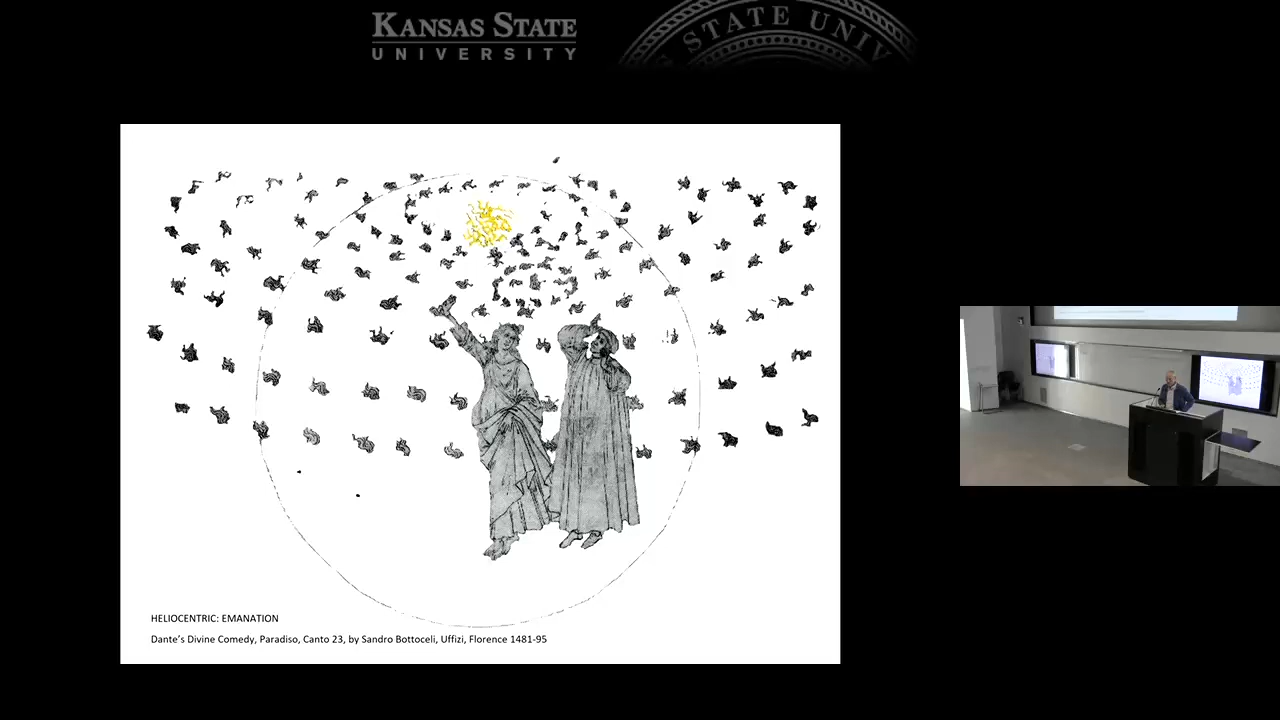 KANSAS STATE
UNIVERSITY
STATE UNIV
HELIOCENTRIC: EMANATION
Dante's Divine Comedy, Paradiso, Canto 23, by Sandro Bottoceli, Uffizi, Florence 1481-95